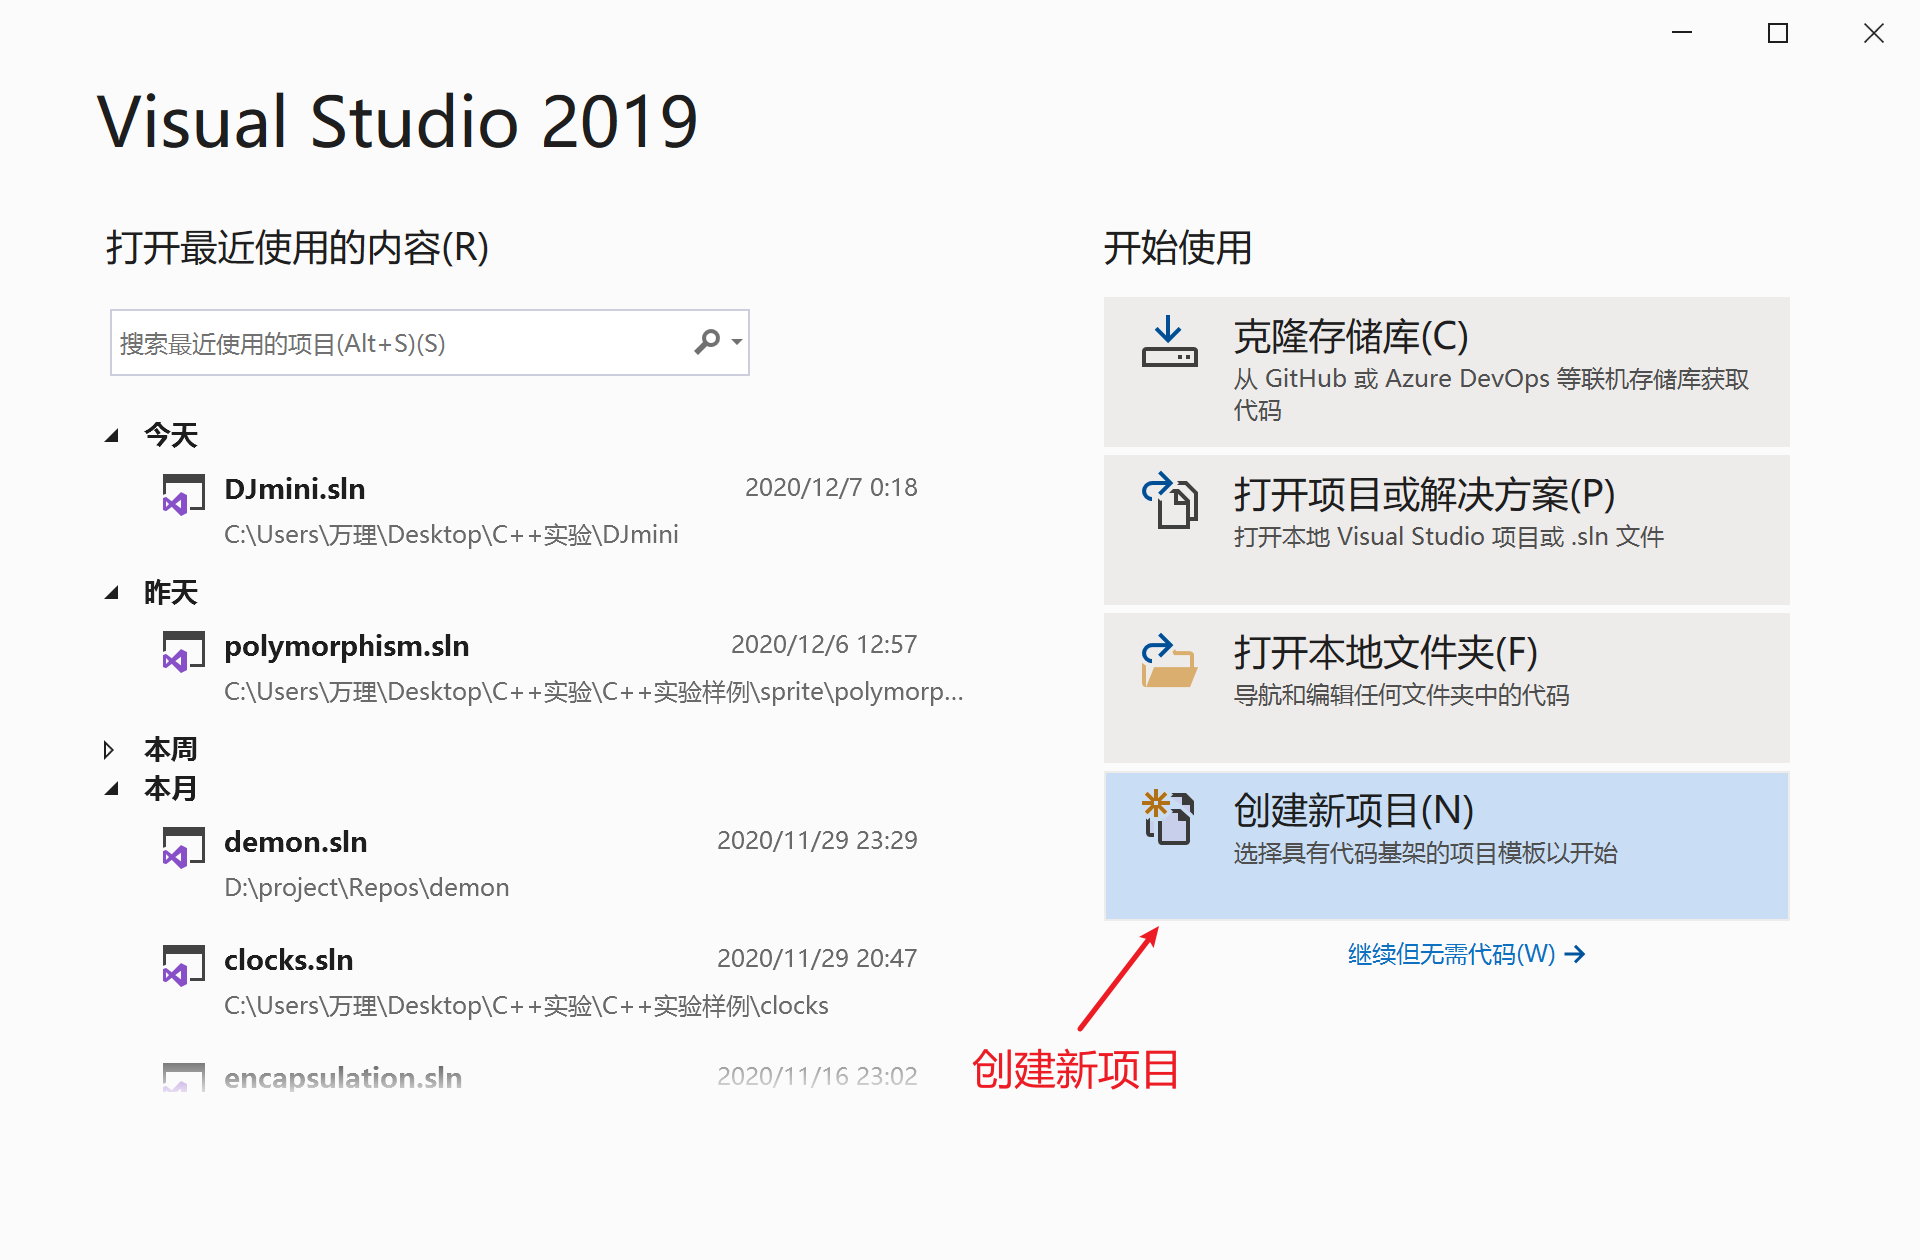 Visual Studio 2019
打开最近使用的内容(R)
搜索最近使用的项目(Alt+S)(S)
今天
DJmini.sln 2020/12/7 0:18
C:\Users\万理\Desktop\C++实验\DJmini
昨天
polymorphism.sln 2020/12/6 12:57
C:\Users\万理\Desktop\C++实验\C++实验样例\sprite\polymorp...
本周
本月
demon.sln 2020/11/29 23:29
D:\project\Repos\demon
clocks.sln 2020/11/29 20:47
C:\Users\万理\Desktop\C++实验\C++实验样例\clocks
encapsulation.sln 2020/11/16 23:02
开始使用
克隆存储库(C)
从 GitHub 或 Azure DevOps 等联机存储库获取
代码
打开项目或解决方案(P)
打开本地 Visual Studio 项目或 .sln 文件
打开本地文件夹(F)
导航和编辑任何文件夹中的代码
创建新项目(N)
选择具有代码基架的项目模板以开始
继续但无需代码(W)
创建新项目